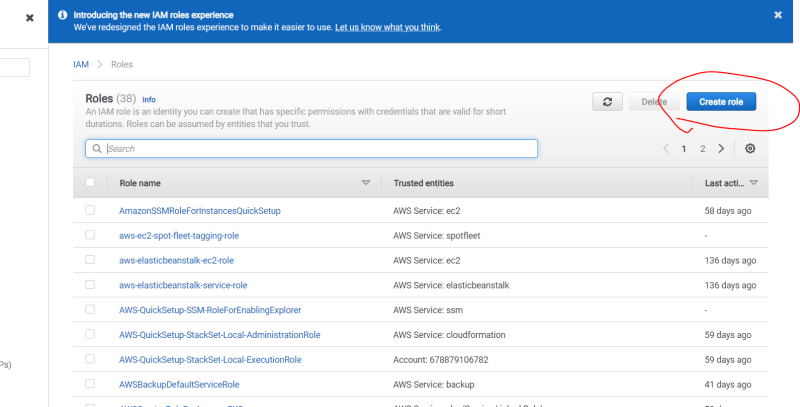 Introducing the new IAM roles experience
We've redesigned the IAM roles experience to make it easier to use. Let us know what you think.
IAM > Roles
Roles (38) Info
An IAM role is an identity you can create that has specific permissions with credentials that are valid for short
durations. Roles can be assumed by entities that you trust.
Delete Create role
Search
1 2
Role name Trusted entities Last acti...
AmazonSSMRoleForInstancesQuickSetup AWS Service: ec2 58 days ago
aws-ec2-spot-fleet-tagging-role AWS Service: spotfleet -
aws-elasticbeanstalk-ec2-role AWS Service: ec2 136 days ago
aws-elasticbeanstalk-service-role AWS Service: elasticbeanstalk 136 days ago
AWS-QuickSetup-SSM-RoleForEnablingExplorer AWS Service: ssm -
AWS-QuickSetup-StackSet-Local-AdministrationRole AWS Service: cloudformation 59 days ago
AWS-QuickSetup-StackSet-Local-ExecutionRole Account: 678879106782 59 days ago
Ps)
AWSBackupDefaultServiceRole AWS Service: backup 41 days ago